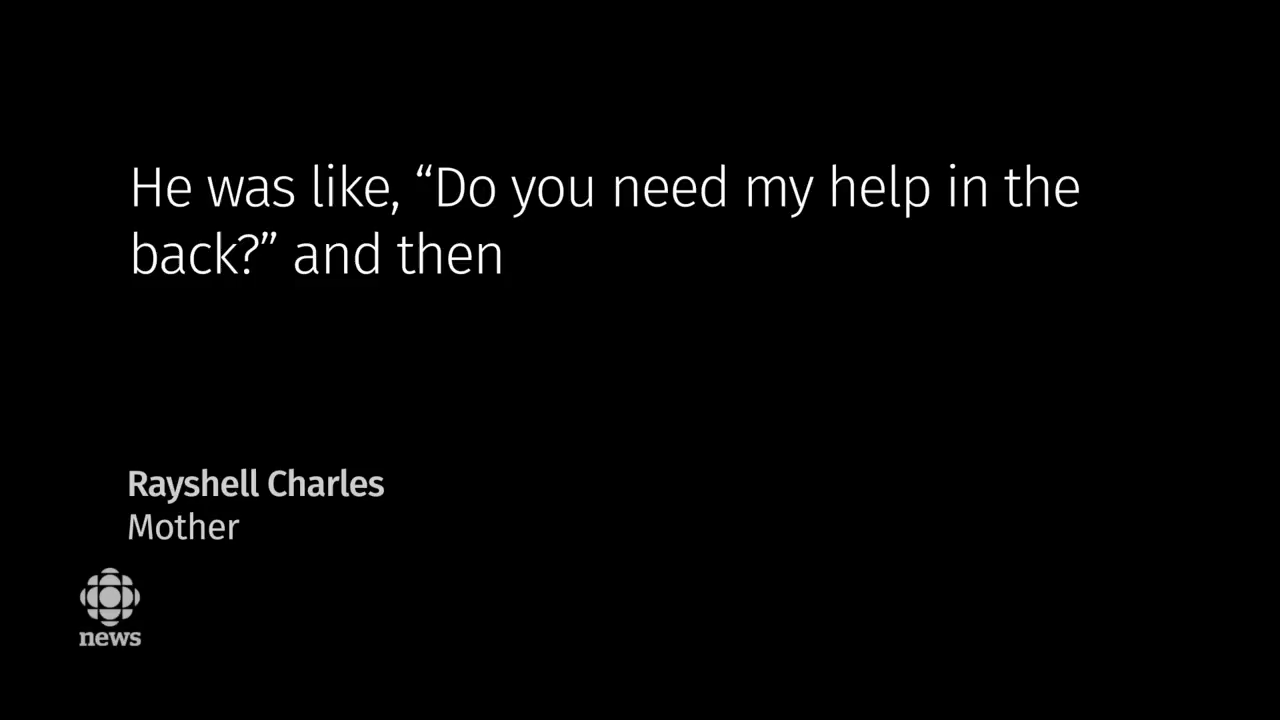 He was like, “Do you need my help in the
back?” and then
Rayshell Charles
Mother
news